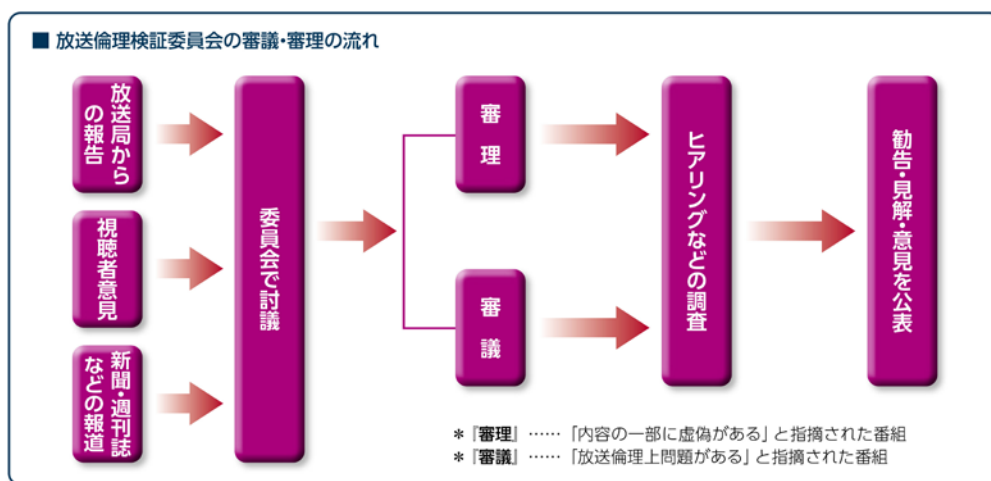 ■ 放送倫理検証委員会の審議・審理の流れ
放送局から
の報告
視聴者意見
新聞・週刊誌
などの報道
委員会で討議
審理
審議
ヒアリングなどの調査
勧告・見解・意見を公表
＊『審理』……「内容の一部に虚偽がある」と指摘された番組
＊『審議』……「放送倫理上問題がある」と指摘された番組